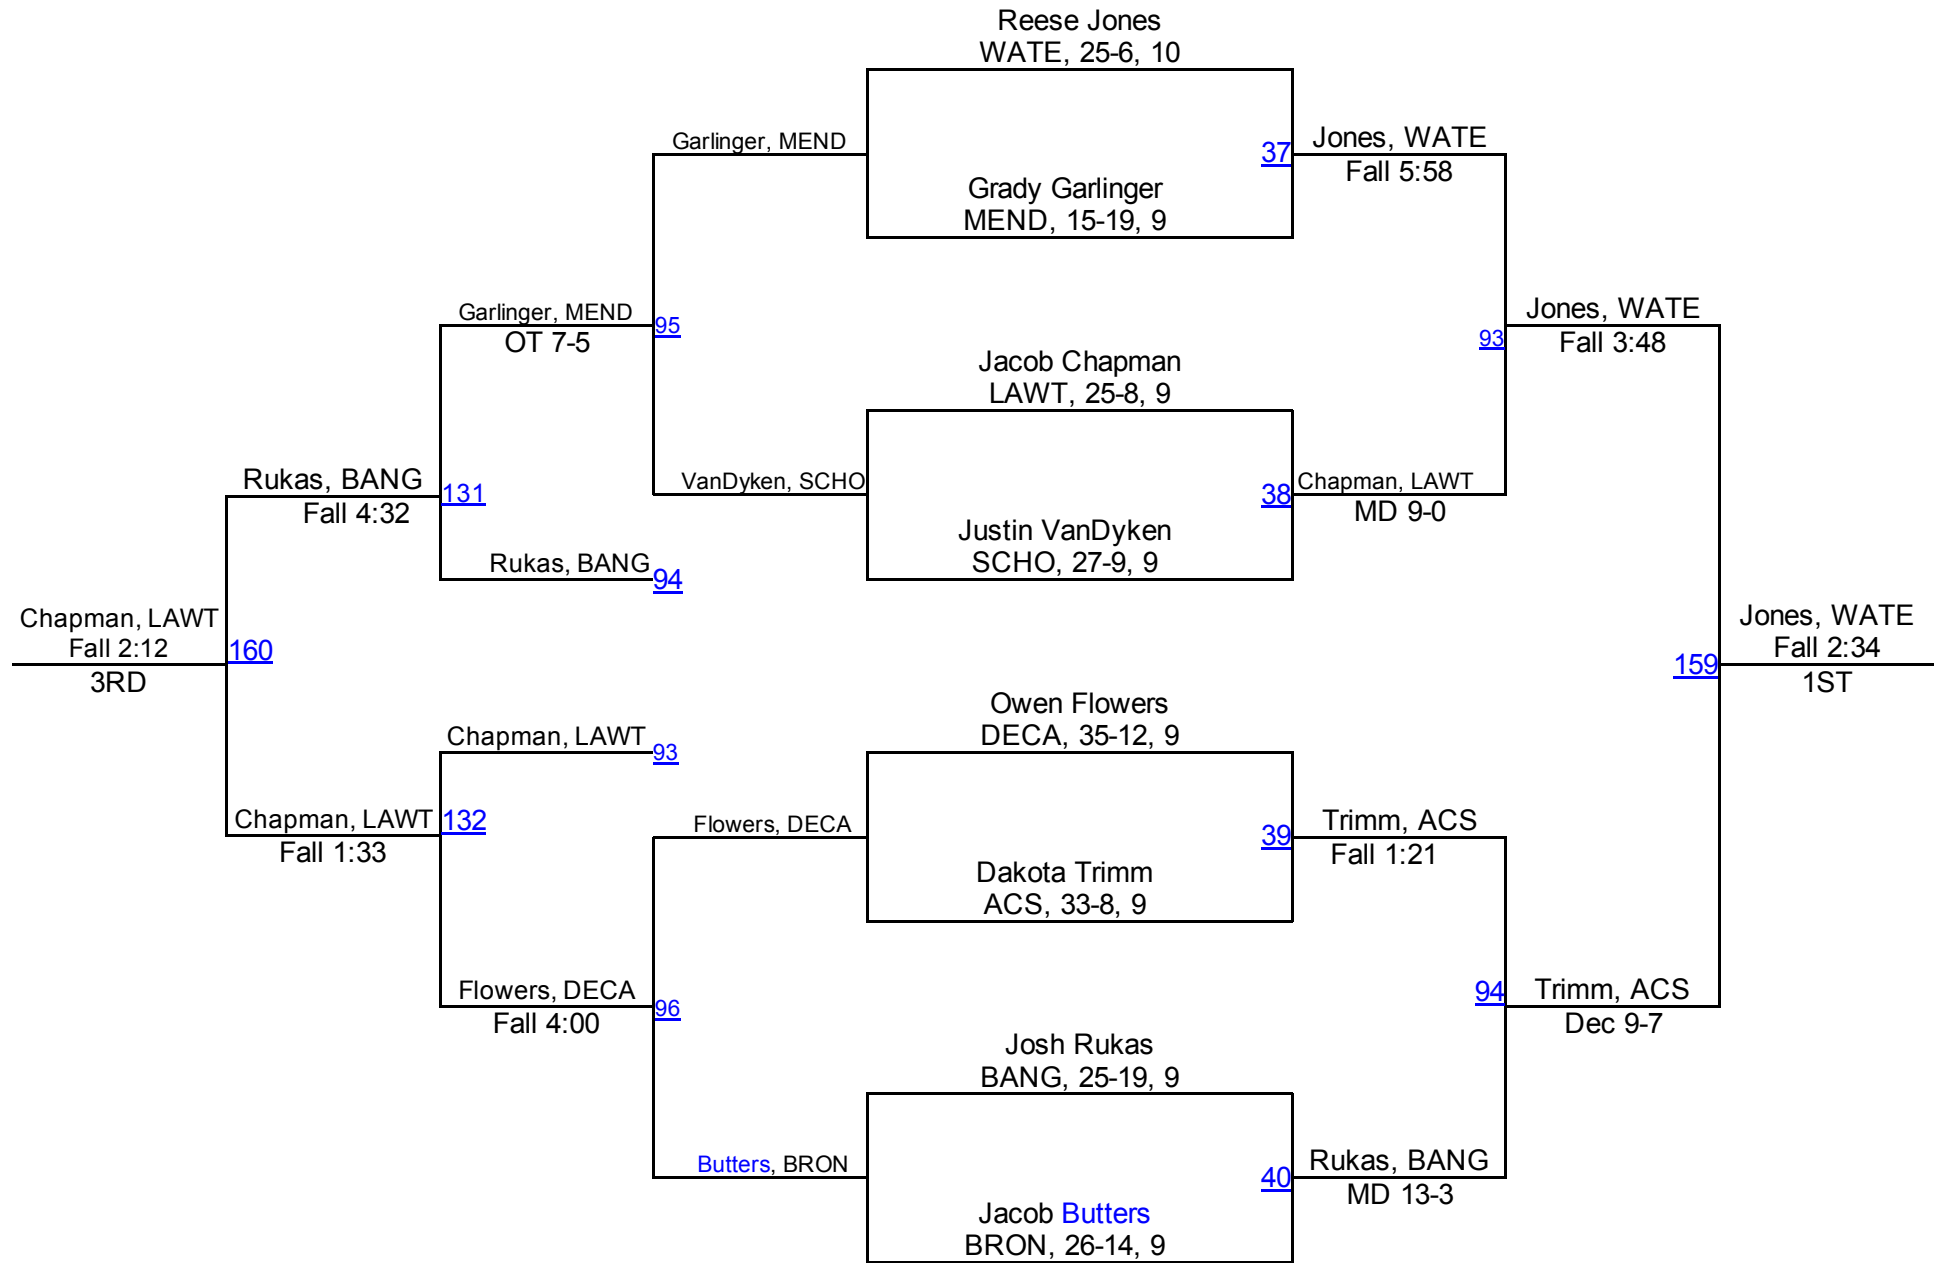 Reese Jones
WATE, 25-6, 10
Garlinger, MEND
37
Jones, WATE
Fall 5:58
Grady Garlinger
MEND, 15-19, 9
Garlinger, MEND
OT 7-5
95
Jacob Chapman
LAWT, 25-8, 9
93
Jones, WATE
Fall 3:48
Rukas, BANG
Fall 4:32
131
VanDyken, SCHO
38
Chapman, LAWT
MD 9-0
Justin VanDyken
SCHO, 27-9, 9
Rukas, BANG
94
Chapman, LAWT
Fall 2:12
3RD
160
159
Jones, WATE
Fall 2:34
1ST
Owen Flowers
DECA, 35-12, 9
Chapman, LAWT
93
Chapman, LAWT
Fall 1:33
132
Flowers, DECA
39
Trimm, ACS
Fall 1:21
Dakota Trimm
ACS, 33-8, 9
Flowers, DECA
Fall 4:00
96
94
Trimm, ACS
Dec 9-7
Josh Rukas
BANG, 25-19, 9
Butters, BRON
40
Rukas, BANG
MD 13-3
Jacob Butters
BRON, 26-14, 9